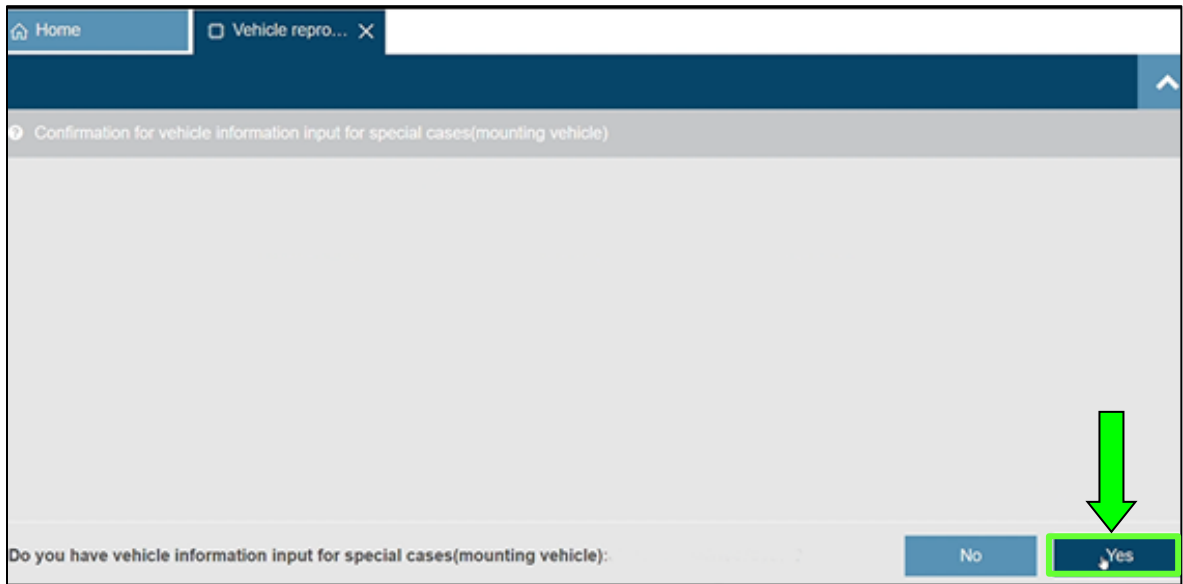 Home
Vehicle repro...
Confirmation for vehicle information input for special cases(mounting vehicle)
Do you have vehicle information input for special cases(mounting vehicle):
No
Yes